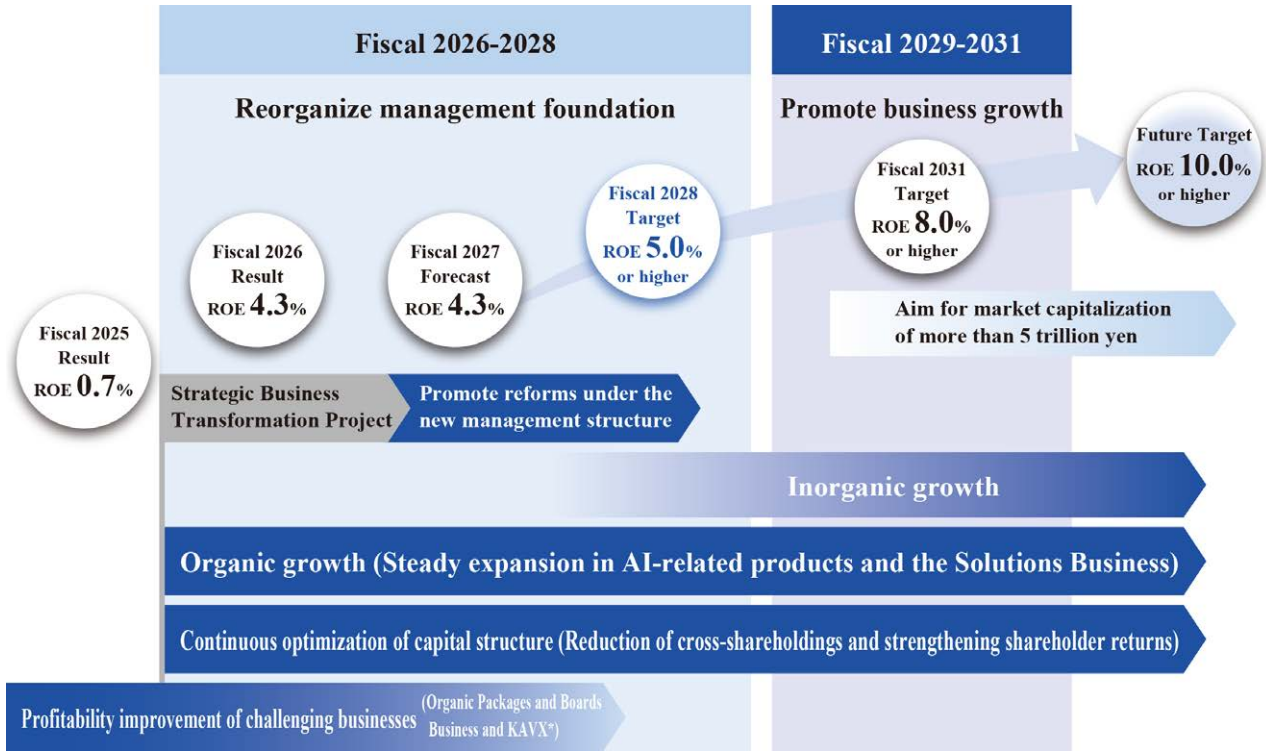 Fiscal 2026-2028
Fiscal 2029-2031
Reorganize management foundation
Promote business growth
Fiscal 2025
Result
ROE 0.7%
Fiscal 2026
Result
ROE 4.3%
Fiscal 2027
Forecast
ROE 4.3%
Fiscal 2028
Target
ROE 5.0%
or higher
Fiscal 2031
Target
ROE 8.0%
or higher
Future Target
ROE 10.0%
or higher
Aim for market capitalization
of more than 5 trillion yen
Strategic Business
Transformation Project
Promote reforms under the
new management structure
Inorganic growth
Organic growth (Steady expansion in AI-related products and the Solutions Business)
Continuous optimization of capital structure (Reduction of cross-shareholdings and strengthening shareholder returns)
Profitability improvement of challenging businesses
(Organic Packages and Boards
Business and KAVX*)